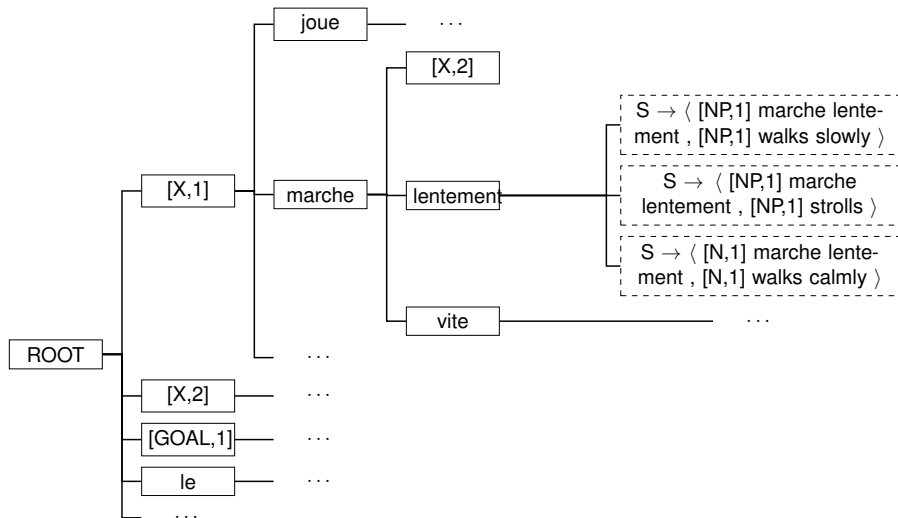 joue
...
[X,2]
S → ⟨ [NP,1] marche lente-
ment , [NP,1] walks slowly ⟩
[X,1]
marche
lentement
S → ⟨ [NP,1] marche
lentement , [NP,1] strolls ⟩
S → ⟨ [N,1] marche lente-
ment , [N,1] walks calmly ⟩
vite
...
ROOT
...
[X,2]
...
[GOAL,1]
...
le
...
...